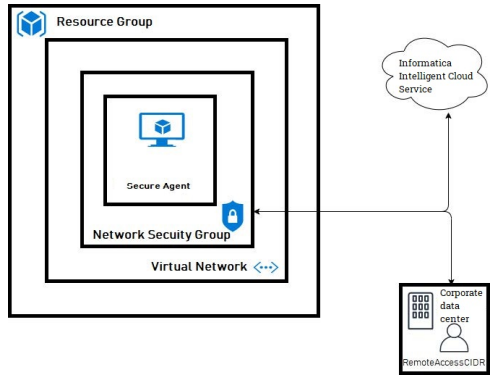 Resource Group
Informatica
Intelligent Cloud
Service
Secure Agent
Network Secuity Group
Virtual Network
Corporate
data
center
RemoteAccessCIDR